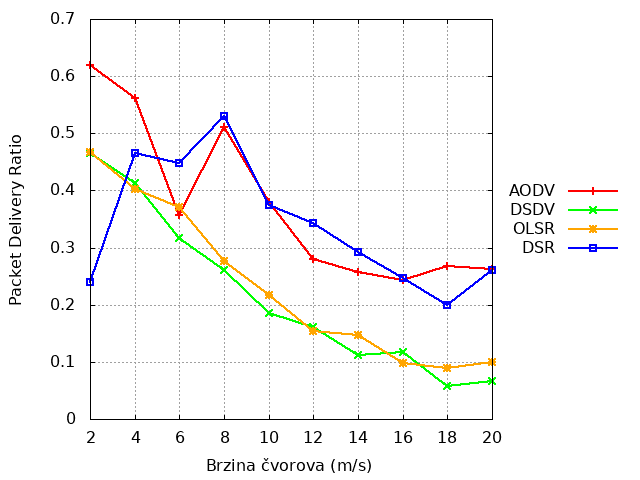 0.7
0.6
0.5
0.4
0.3
0.2
0.1
0
2 4 6 8 10 12 14 16 18 20
Packet Delivery Ratio
Brzina čvorova (m/s)
AODV
DSDV
OLSR
DSR